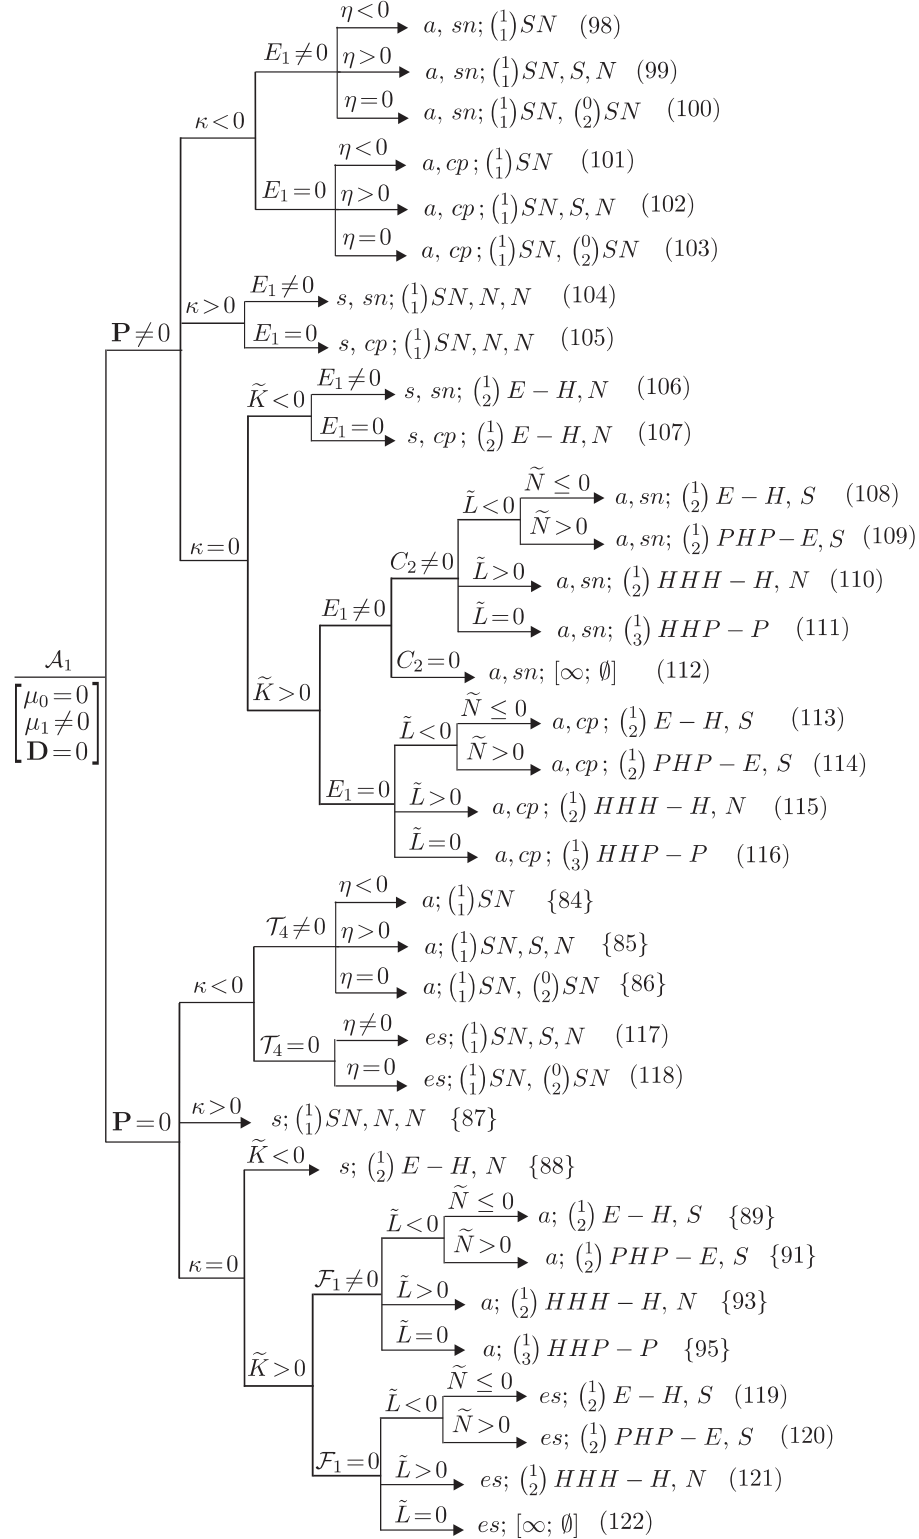 η<0 a, sn; (1 1)SN (98)
E₁≠0 η>0 a, sn; (1 1)SN, S, N (99)
η=0 a, sn; (1 1)SN, (0 2)SN (100)
κ<0
η<0 a, cp; (1 1)SN (101)
E₁=0 η>0 a, cp; (1 1)SN, S, N (102)
η=0 a, cp; (1 1)SN, (0 2)SN (103)
E₁≠0 s, sn; (1 1)SN, N, N (104)
κ>0
P≠0 E₁=0 s, cp; (1 1)SN, N, N (105)
E₁≠0 s, sn; (1 2) E − H, N (106)
K̃<0
E₁=0 s, cp; (1 2) E − H, N (107)
Ñ ≤ 0 a, sn; (1 2) E − H, S (108)
L̃<0
Ñ>0 a, sn; (1 2) PHP − E, S (109)
κ=0
C₂≠0 L̃>0 a, sn; (1 2) HHH − H, N (110)
E₁≠0 L̃=0 a, sn; (1 3) HHP − P (111)
C₂=0 a, sn; [∞; ∅] (112)
𝒜₁
K̃>0
[μ₀=0
μ₁≠0
D=0]
Ñ ≤ 0 a, cp; (1 2) E − H, S (113)
L̃<0
Ñ>0 a, cp; (1 2) PHP − E, S (114)
E₁=0 L̃>0 a, cp; (1 2) HHH − H, N (115)
L̃=0 a, cp; (1 3) HHP − P (116)
η<0 a; (1 1)SN {84}
𝒯₄≠0 η>0 a; (1 1)SN, S, N {85}
η=0 a; (1 1)SN, (0 2)SN {86}
κ<0
η≠0 es; (1 1)SN, S, N (117)
𝒯₄=0
η=0 es; (1 1)SN, (0 2)SN (118)
P=0 κ>0 s; (1 1)SN, N, N {87}
K̃<0 s; (1 2) E − H, N {88}
Ñ ≤ 0 a; (1 2) E − H, S {89}
L̃<0
Ñ>0 a; (1 2) PHP − E, S {91}
κ=0
ℱ₁≠0 L̃>0 a; (1 2) HHH − H, N {93}
L̃=0 a; (1 3) HHP − P {95}
K̃>0
Ñ ≤ 0 es; (1 2) E − H, S (119)
L̃<0
Ñ>0 es; (1 2) PHP − E, S (120)
ℱ₁=0 L̃>0 es; (1 2) HHH − H, N (121)
L̃=0 es; [∞; ∅] (122)